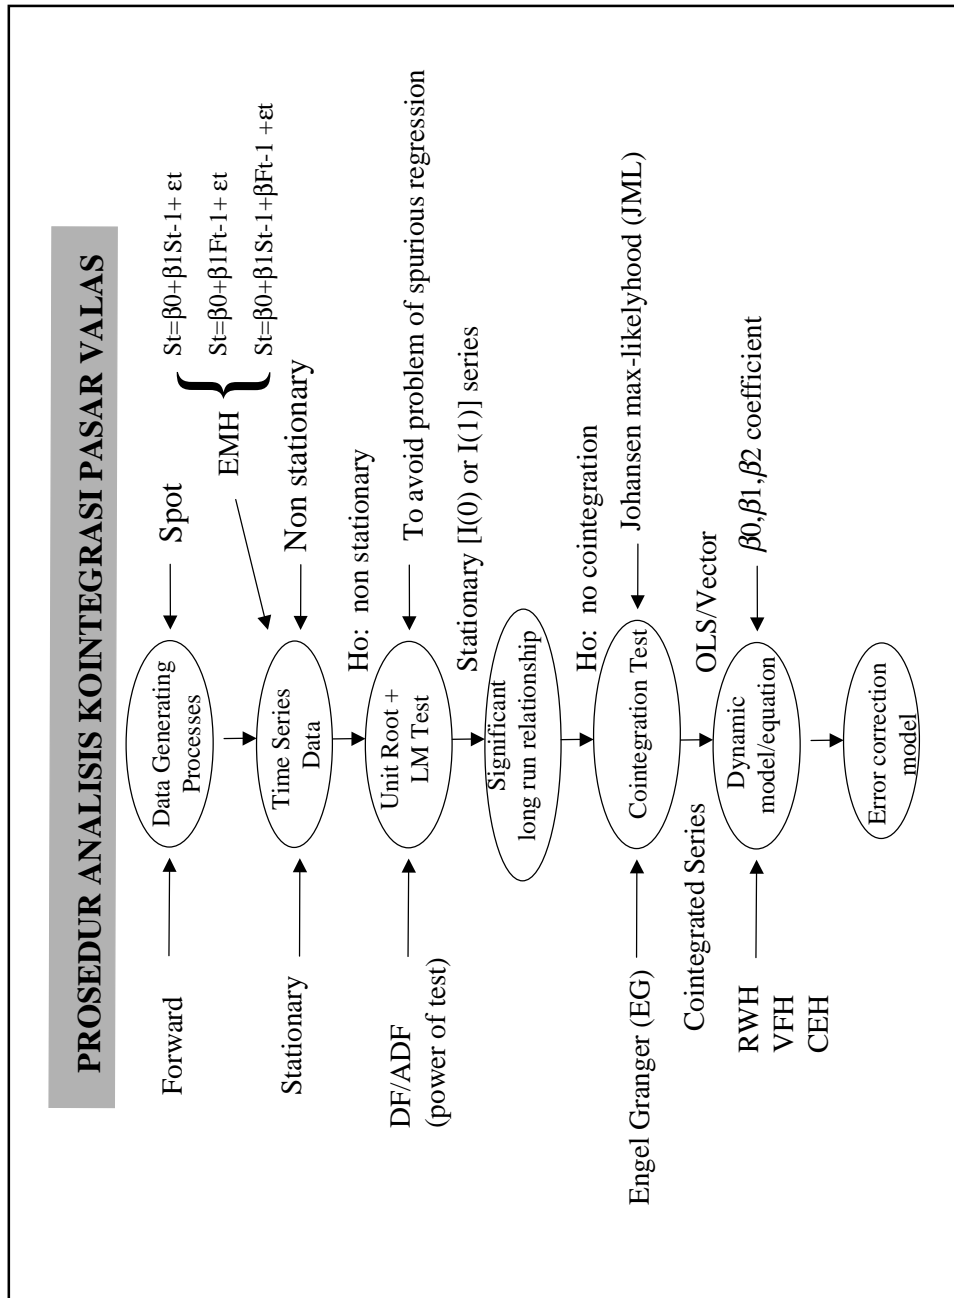 PROSEDUR ANALISIS KOINTEGRASI PASAR VALAS
Forward
Data Generating
Processes
Spot
St=β0+β1St-1+ εt
St=β0+β1Ft-1+ εt
St=β0+β1St-1+βFt-1 +εt
EMH
Stationary
Time Series
Data
Non stationary
Ho: non stationary
DF/ADF
(power of test)
Unit Root +
LM Test
To avoid problem of spurious regression
Stationary [I(0) or I(1)] series
Significant
long run relationship
Ho: no cointegration
Engel Granger (EG)
Cointegration Test
Johansen max-likelyhood (JML)
Cointegrated Series
OLS/Vector
RWH
VFH
CEH
Dynamic
model/equation
β0,β1,β2 coefficient
Error correction
model